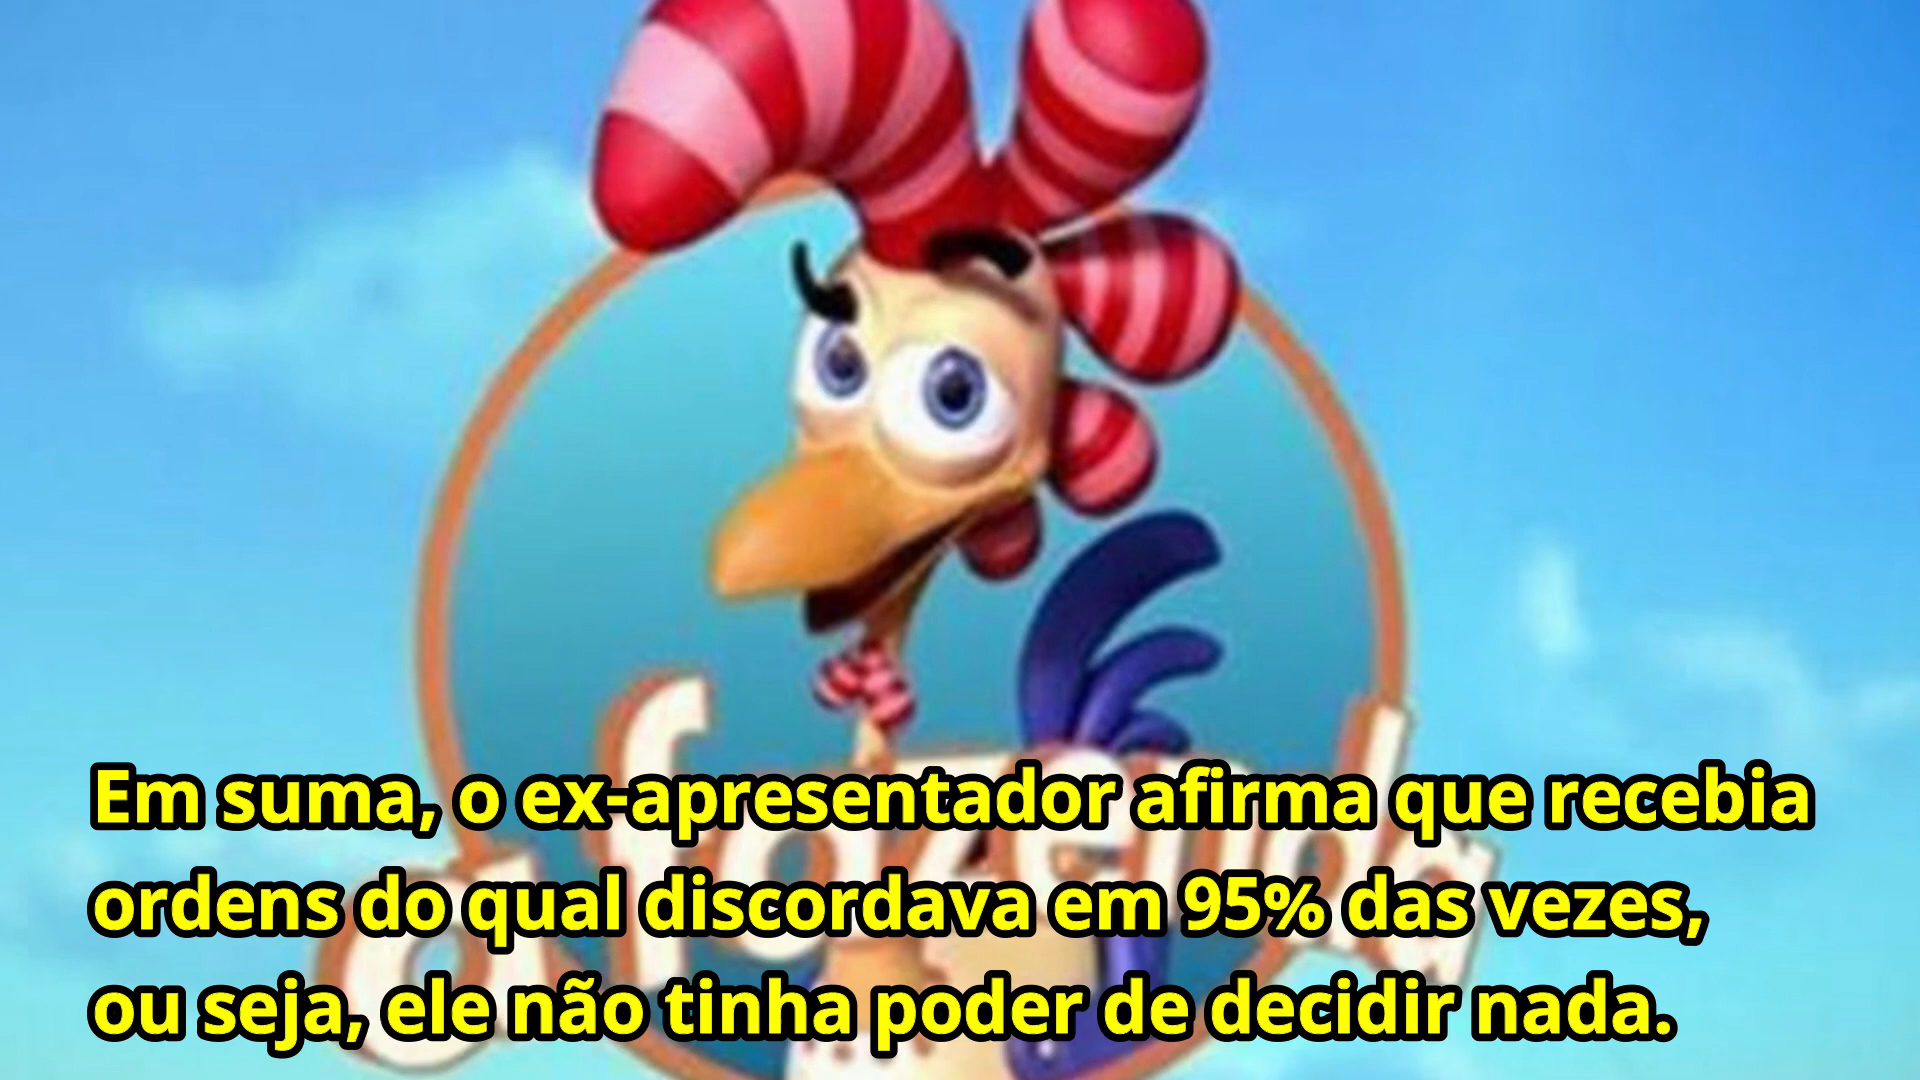 a fazenda
Em suma, o ex-apresentador afirma que recebia
ordens do qual discordava em 95% das vezes,
ou seja, ele não tinha poder de decidir nada.